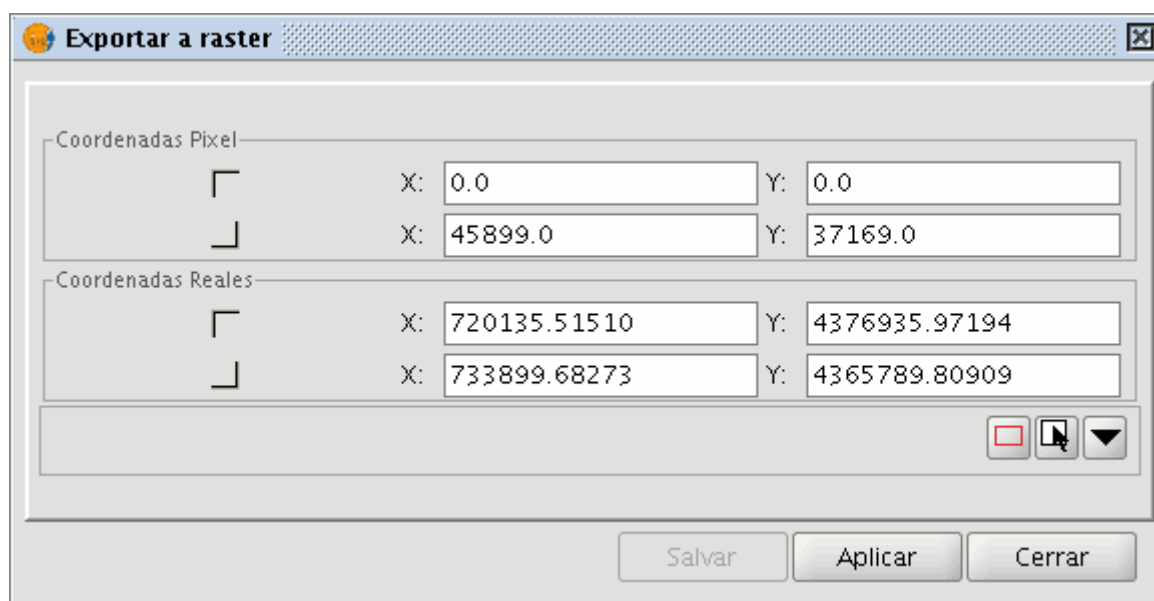 Exportar a raster
Coordenadas Pixel
X: 0.0 Y: 0.0
X: 45899.0 Y: 37169.0
Coordenadas Reales
X: 720135.51510 Y: 4376935.97194
X: 733899.68273 Y: 4365789.80909
Salvar Aplicar Cerrar